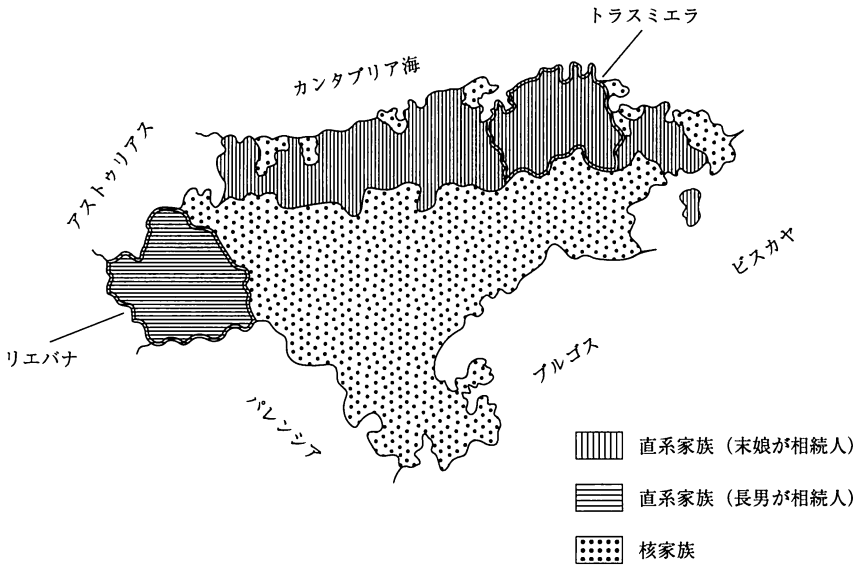 トラスミエラ
カンタブリア海
アストゥリアス
ビスカヤ
リエバナ
ブルゴス
パレンシア
直系家族（末娘が相続人）
直系家族（長男が相続人）
核家族